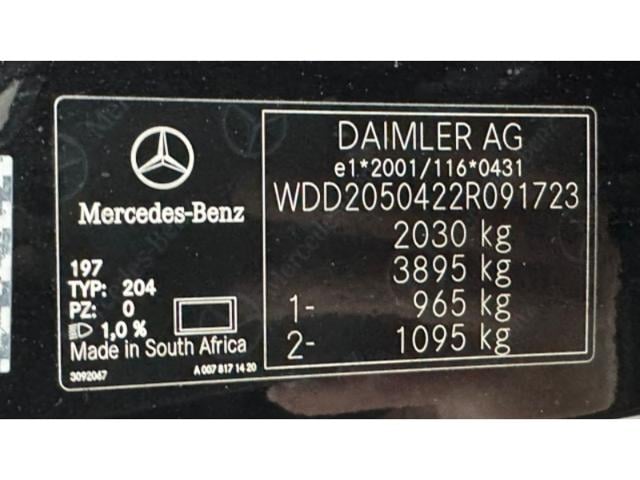 Mercedes-Benz
197
TYP: 204
PZ: 0
1,0 %
Made in South Africa
3092067
A 007 817 14 20
DAIMLER AG
e1*2001/116*0431
WDD2050422R091723
2030 kg
3895 kg
1- 965 kg
2- 1095 kg